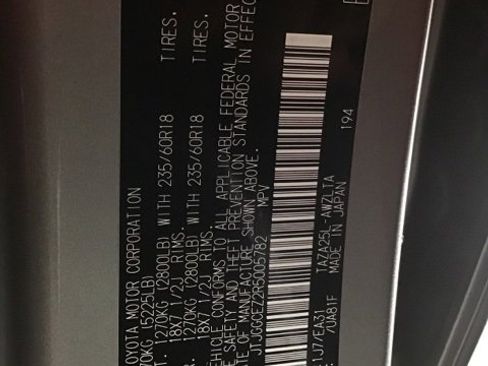 TOYOTA MOTOR CORPORATION
70KG (5225LB)
T. 1270KG (2800LB) WITH 235/60R18 TIRES.
18X7 1/2J RIMS.
1270KG (2800LB) WITH 235/60R18 TIRES.
18X7 1/2J RIMS.
VEHICLE CONFORMS TO ALL APPLICABLE FEDERAL MOTOR
E SAFETY AND THEFT PREVENTION STANDARDS IN EFFEC
ATE OF MANUFACTURE SHOWN ABOVE.
JTJGGCEZ2R5005782 MPV
1J7/EA31 TAZA25L-AWZLTA 194
/UA81F MADE IN JAPAN